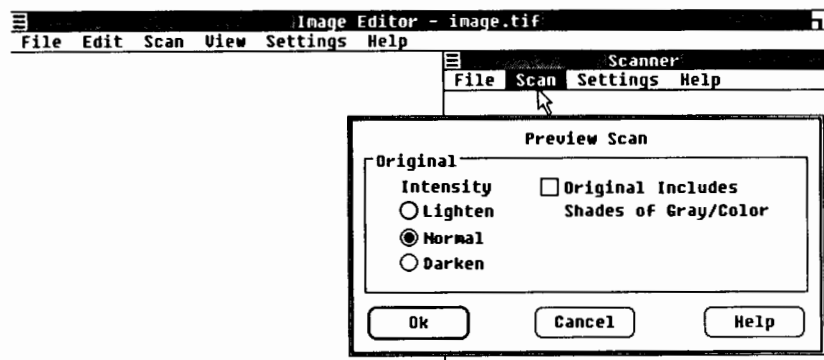 Image Editor - image.tif
File Edit Scan View Settings Help
Scanner
File Scan Settings Help
Preview Scan
Original
Intensity
Lighten
Normal
Darken
Original Includes
Shades of Gray/Color
Ok Cancel Help